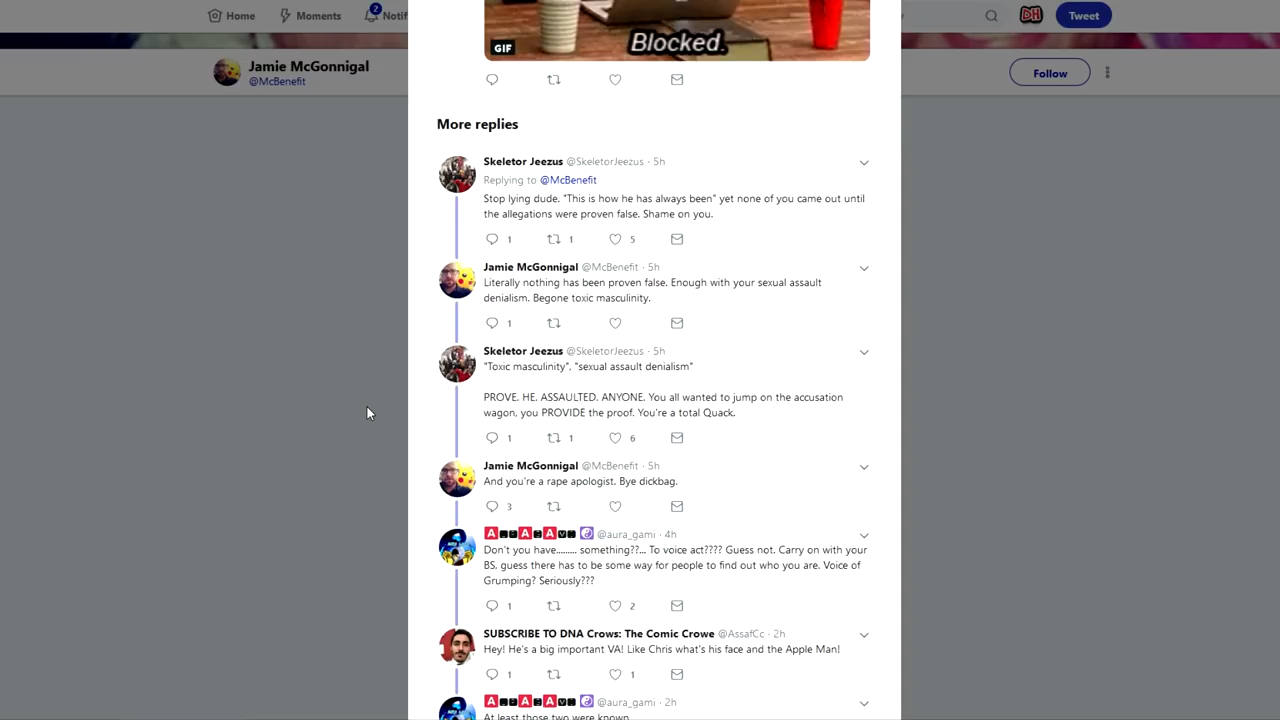 Home
Moments
2
Notif
DH
Tweet
Jamie McGonnigal
@McBenefit
Follow
Blocked.
GIF
More replies
Skeletor Jeezus @SkeletorJeezus · 5h
Replying to @McBenefit
Stop lying dude. "This is how he has always been" yet none of you came out until
the allegations were proven false. Shame on you.
1 1 5
Jamie McGonnigal @McBenefit · 5h
Literally nothing has been proven false. Enough with your sexual assault
denialism. Begone toxic masculinity.
1
Skeletor Jeezus @SkeletorJeezus · 5h
"Toxic masculinity", "sexual assault denialism"
PROVE. HE. ASSAULTED. ANYONE. You all wanted to jump on the accusation
wagon, you PROVIDE the proof. You're a total Quack.
1 1 6
Jamie McGonnigal @McBenefit · 5h
And you're a rape apologist. Bye dickbag.
3
@aura_gami · 4h
Don't you have......... something??... To voice act???? Guess not. Carry on with your
BS, guess there has to be some way for people to find out who you are. Voice of
Grumping? Seriously???
1 2
SUBSCRIBE TO DNA Crows: The Comic Crowe @AssafCc · 2h
Hey! He's a big important VA! Like Chris what's his face and the Apple Man!
1 1
@aura_gami · 2h
At least those two were known